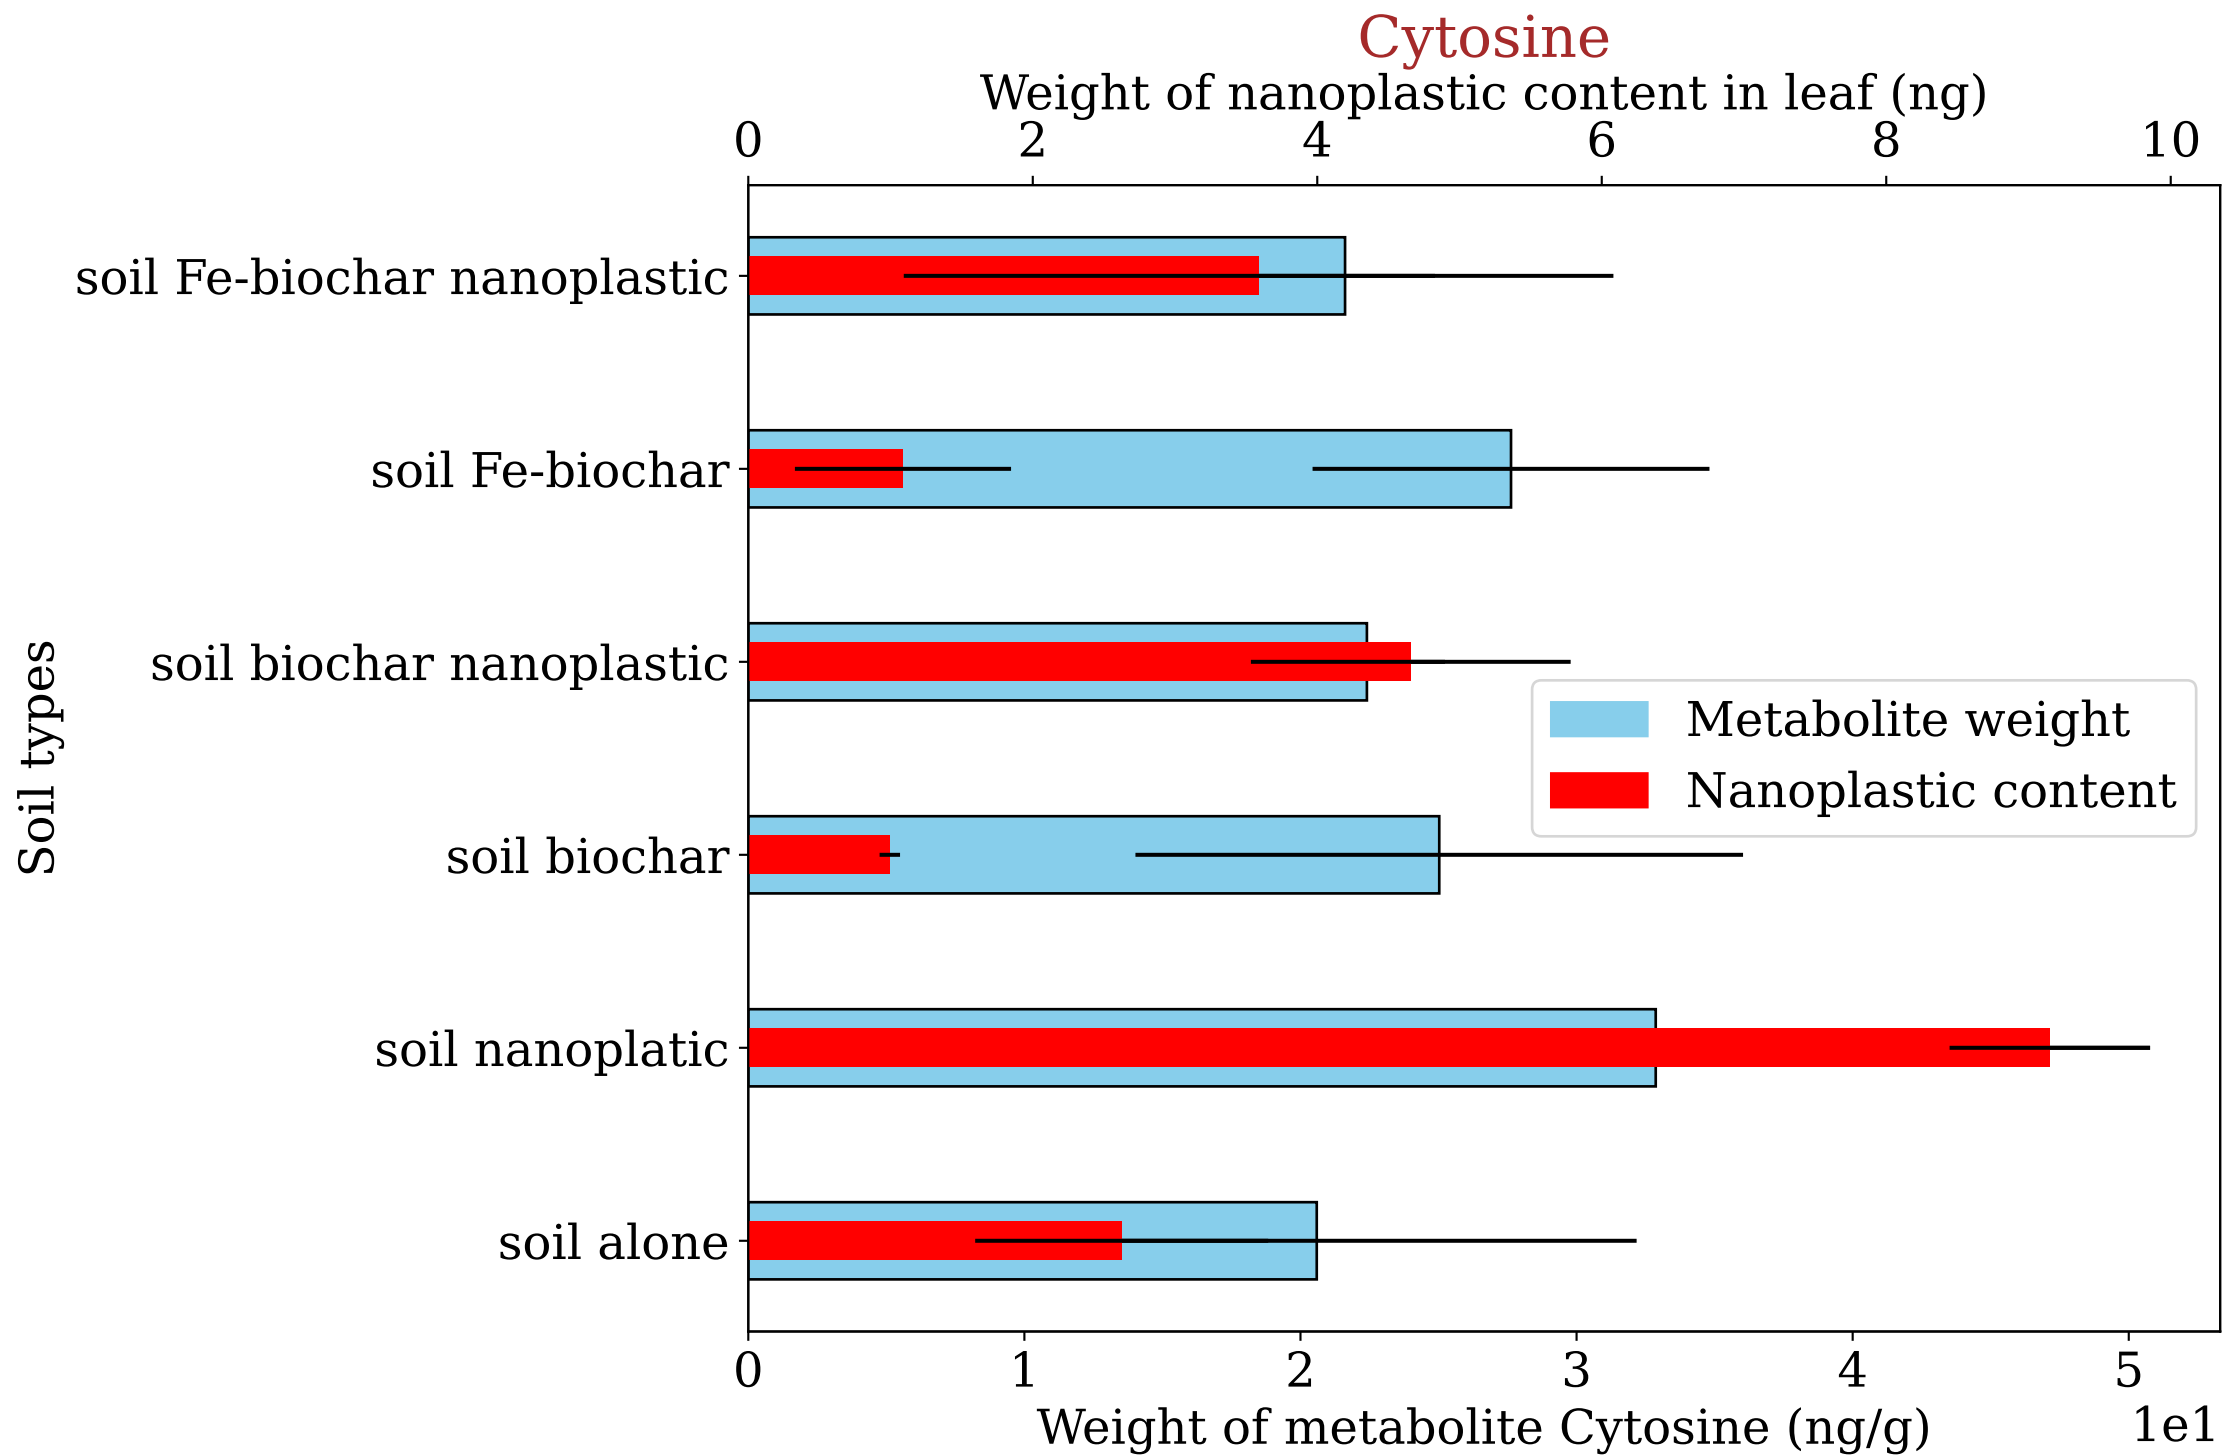 Cytosine
Weight of nanoplastic content in leaf (ng)
0 2 4 6 8 10
soil Fe-biochar nanoplastic
soil Fe-biochar
soil biochar nanoplastic
soil biochar
soil nanoplatic
soil alone
Soil types
Metabolite weight
Nanoplastic content
0 1 2 3 4 5
Weight of metabolite Cytosine (ng/g)
1e1